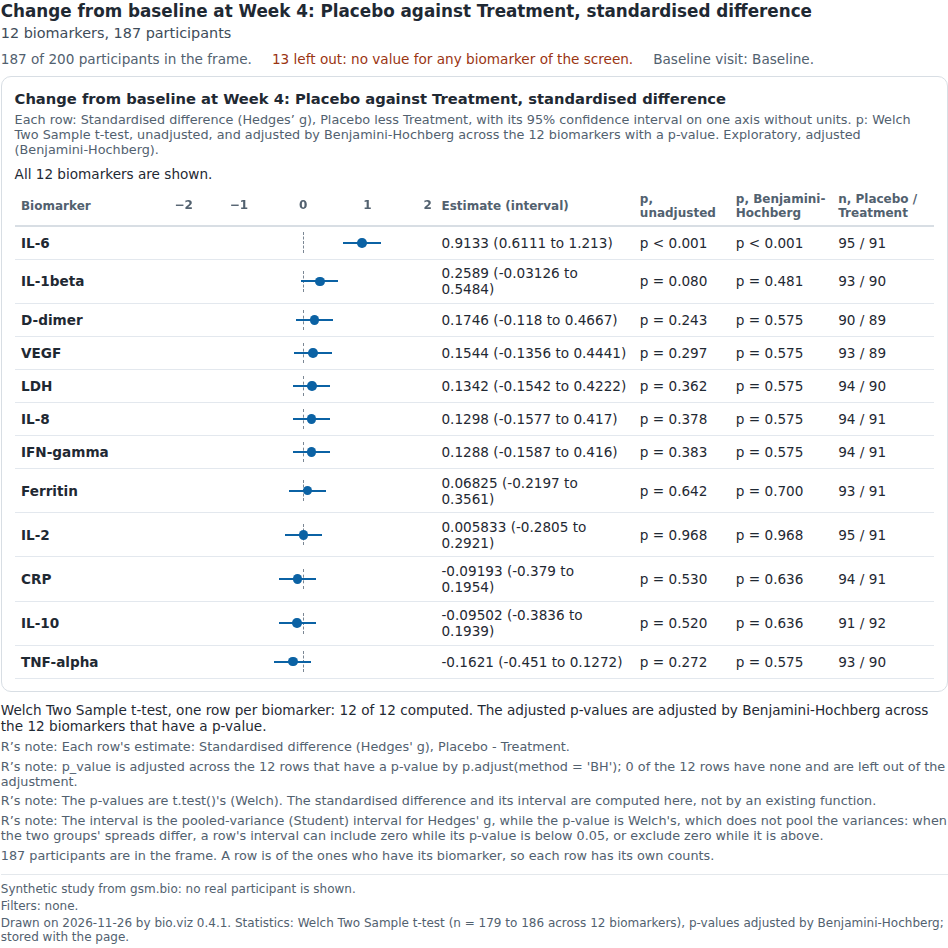 Change from baseline at Week 4: Placebo against Treatment, standardised difference
12 biomarkers, 187 participants
187 of 200 participants in the frame. 13 left out: no value for any biomarker of the screen. Baseline visit: Baseline.
Change from baseline at Week 4: Placebo against Treatment, standardised difference
Each row: Standardised difference (Hedges’ g), Placebo less Treatment, with its 95% confidence interval on one axis without units. p: Welch
Two Sample t-test, unadjusted, and adjusted by Benjamini-Hochberg across the 12 biomarkers with a p-value. Exploratory, adjusted
(Benjamini-Hochberg).
All 12 biomarkers are shown.
Biomarker −2 −1 0 1 2 Estimate (interval) p, unadjusted p, Benjamini-Hochberg n, Placebo / Treatment
IL-6 0.9133 (0.6111 to 1.213) p < 0.001 p < 0.001 95 / 91
IL-1beta 0.2589 (-0.03126 to 0.5484) p = 0.080 p = 0.481 93 / 90
D-dimer 0.1746 (-0.118 to 0.4667) p = 0.243 p = 0.575 90 / 89
VEGF 0.1544 (-0.1356 to 0.4441) p = 0.297 p = 0.575 93 / 89
LDH 0.1342 (-0.1542 to 0.4222) p = 0.362 p = 0.575 94 / 90
IL-8 0.1298 (-0.1577 to 0.417) p = 0.378 p = 0.575 94 / 91
IFN-gamma 0.1288 (-0.1587 to 0.416) p = 0.383 p = 0.575 94 / 91
Ferritin 0.06825 (-0.2197 to 0.3561) p = 0.642 p = 0.700 93 / 91
IL-2 0.005833 (-0.2805 to 0.2921) p = 0.968 p = 0.968 95 / 91
CRP -0.09193 (-0.379 to 0.1954) p = 0.530 p = 0.636 94 / 91
IL-10 -0.09502 (-0.3836 to 0.1939) p = 0.520 p = 0.636 91 / 92
TNF-alpha -0.1621 (-0.451 to 0.1272) p = 0.272 p = 0.575 93 / 90
Welch Two Sample t-test, one row per biomarker: 12 of 12 computed. The adjusted p-values are adjusted by Benjamini-Hochberg across
the 12 biomarkers that have a p-value.
R’s note: Each row's estimate: Standardised difference (Hedges' g), Placebo - Treatment.
R’s note: p_value is adjusted across the 12 rows that have a p-value by p.adjust(method = 'BH'); 0 of the 12 rows have none and are left out of the
adjustment.
R’s note: The p-values are t.test()'s (Welch). The standardised difference and its interval are computed here, not by an existing function.
R’s note: The interval is the pooled-variance (Student) interval for Hedges' g, while the p-value is Welch's, which does not pool the variances: when
the two groups' spreads differ, a row's interval can include zero while its p-value is below 0.05, or exclude zero while it is above.
187 participants are in the frame. A row is of the ones who have its biomarker, so each row has its own counts.
Synthetic study from gsm.bio: no real participant is shown.
Filters: none.
Drawn on 2026-11-26 by bio.viz 0.4.1. Statistics: Welch Two Sample t-test (n = 179 to 186 across 12 biomarkers), p-values adjusted by Benjamini-Hochberg;
stored with the page.